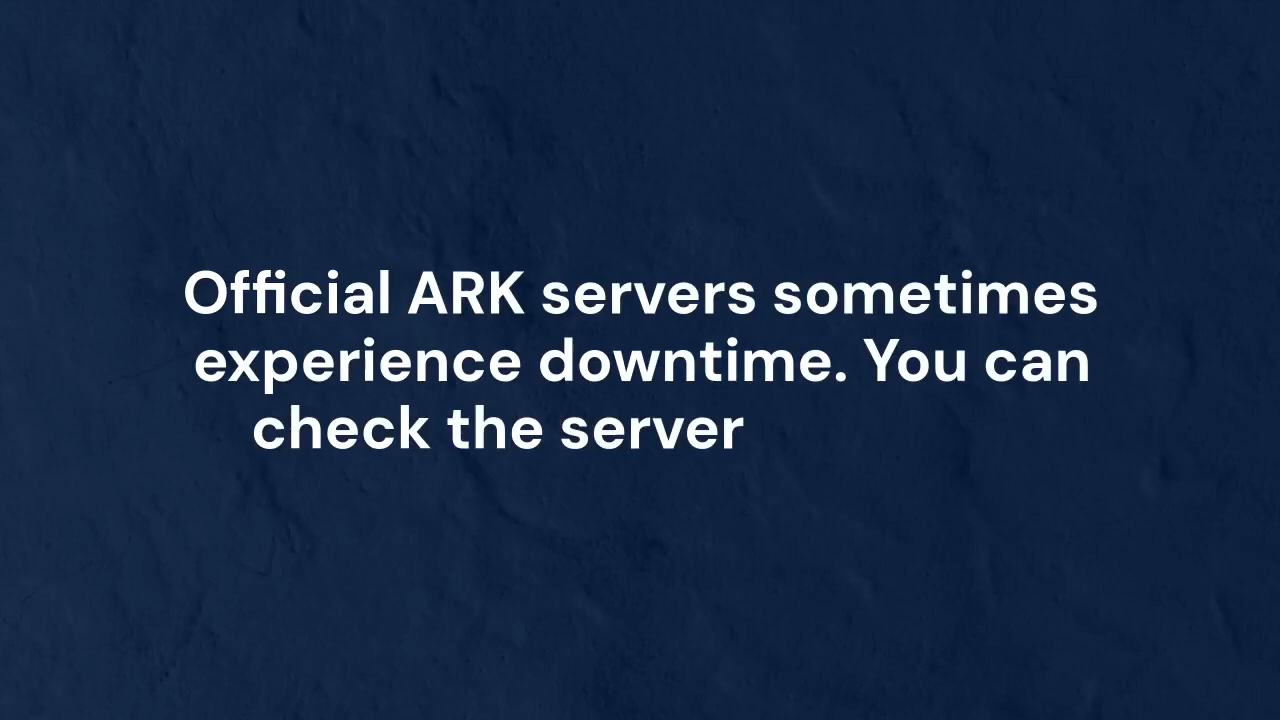 Official ARK servers sometimes
experience downtime. You can
check the server